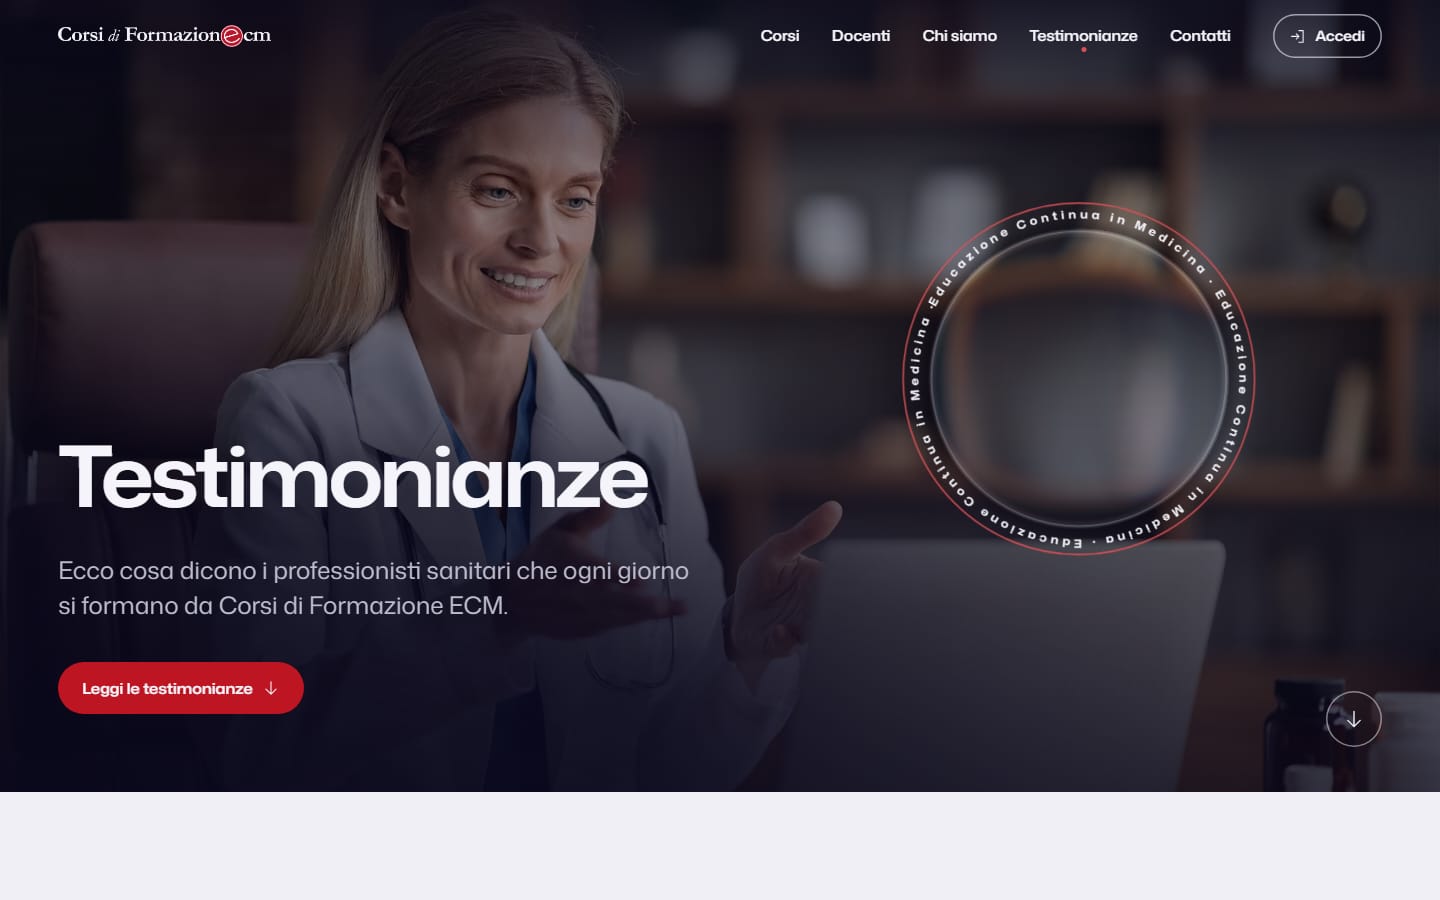 Corsi di Formazionecm
Corsi
Docenti
Chi siamo
Testimonianze
Contatti
Accedi
Educazione Continua in Medicina · Educazione Continua in Medicina · Educazione Continua in Medicina ·
Testimonianze
Ecco cosa dicono i professionisti sanitari che ogni giorno
si formano da Corsi di Formazione ECM.
Leggi le testimonianze